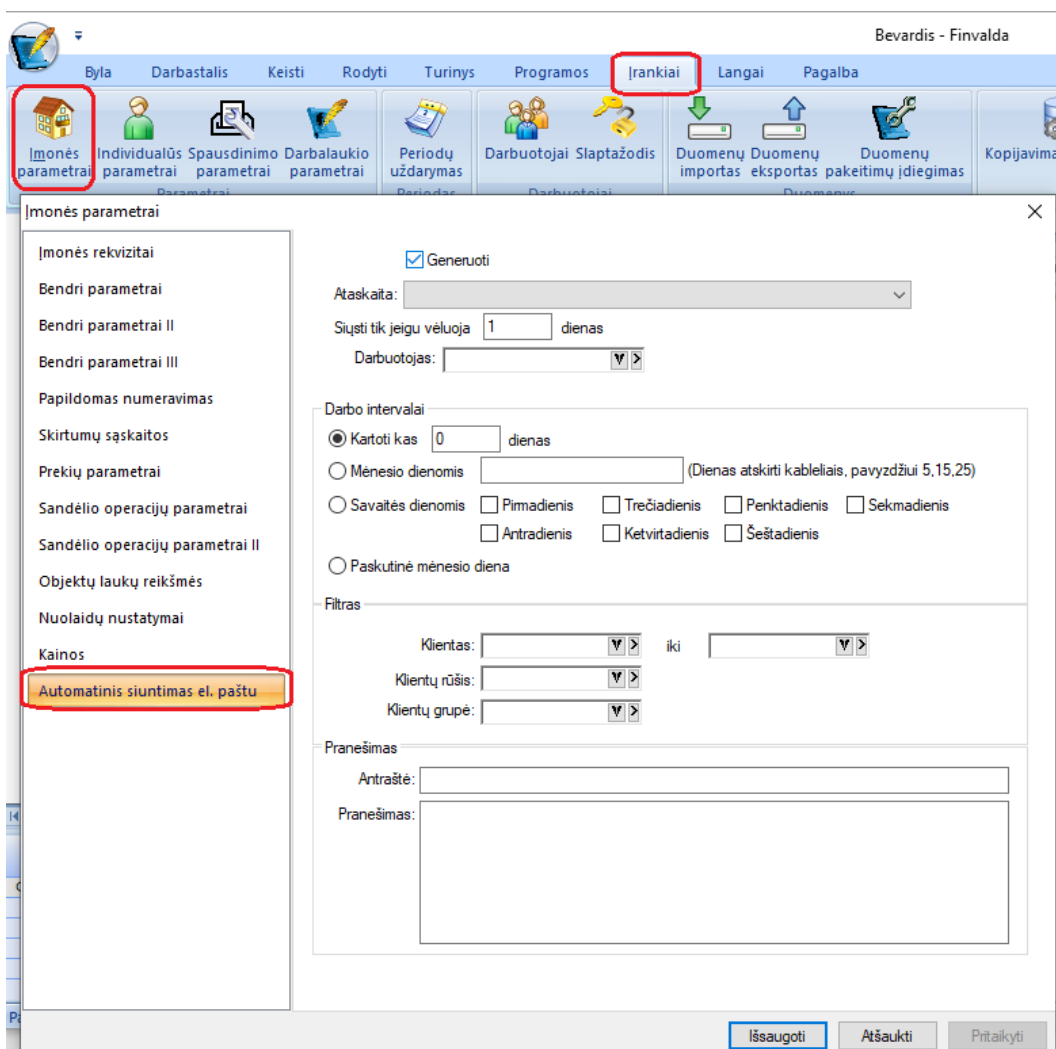 Bevardis - Finvalda
Byla Darbastalis Keisti Rodyti Turinys Programos Įrankiai Langai Pagalba
Įmonės parametrai Individualūs parametrai Spausdinimo parametrai Darbalaukio parametrai Periodų uždarymas Darbuotojai Slaptažodis Duomenų importas Duomenų eksportas Duomenų pakeitimų įdiegimas
Parametrai Periodas Darbuotojai Duomenys
Įmonės parametrai
Įmonės rekvizitai
Bendri parametrai
Bendri parametrai II
Bendri parametrai III
Papildomas numeravimas
Skirtumų sąskaitos
Prekių parametrai
Sandėlio operacijų parametrai
Sandėlio operacijų parametrai II
Objektų laukų reikšmės
Nuolaidų nustatymai
Kainos
Automatinis siuntimas el. paštu
Generuoti
Ataskaita:
Siųsti tik jeigu vėluoja 1 dienas
Darbuotojas:
Darbo intervalai
Kartoti kas 0 dienas
Mėnesio dienomis (Dienas atskirti kableliais, pavyzdžiui 5,15,25)
Savaitės dienomis Pirmadienis Trečiadienis Penktadienis Sekmadienis
Antradienis Ketvirtadienis Šeštadienis
Paskutinė mėnesio diena
Filtras
Klientas: iki
Klientų rūšis:
Klientų grupė:
Pranešimas
Antraštė:
Pranešimas:
Išsaugoti Atšaukti Pritaikyti